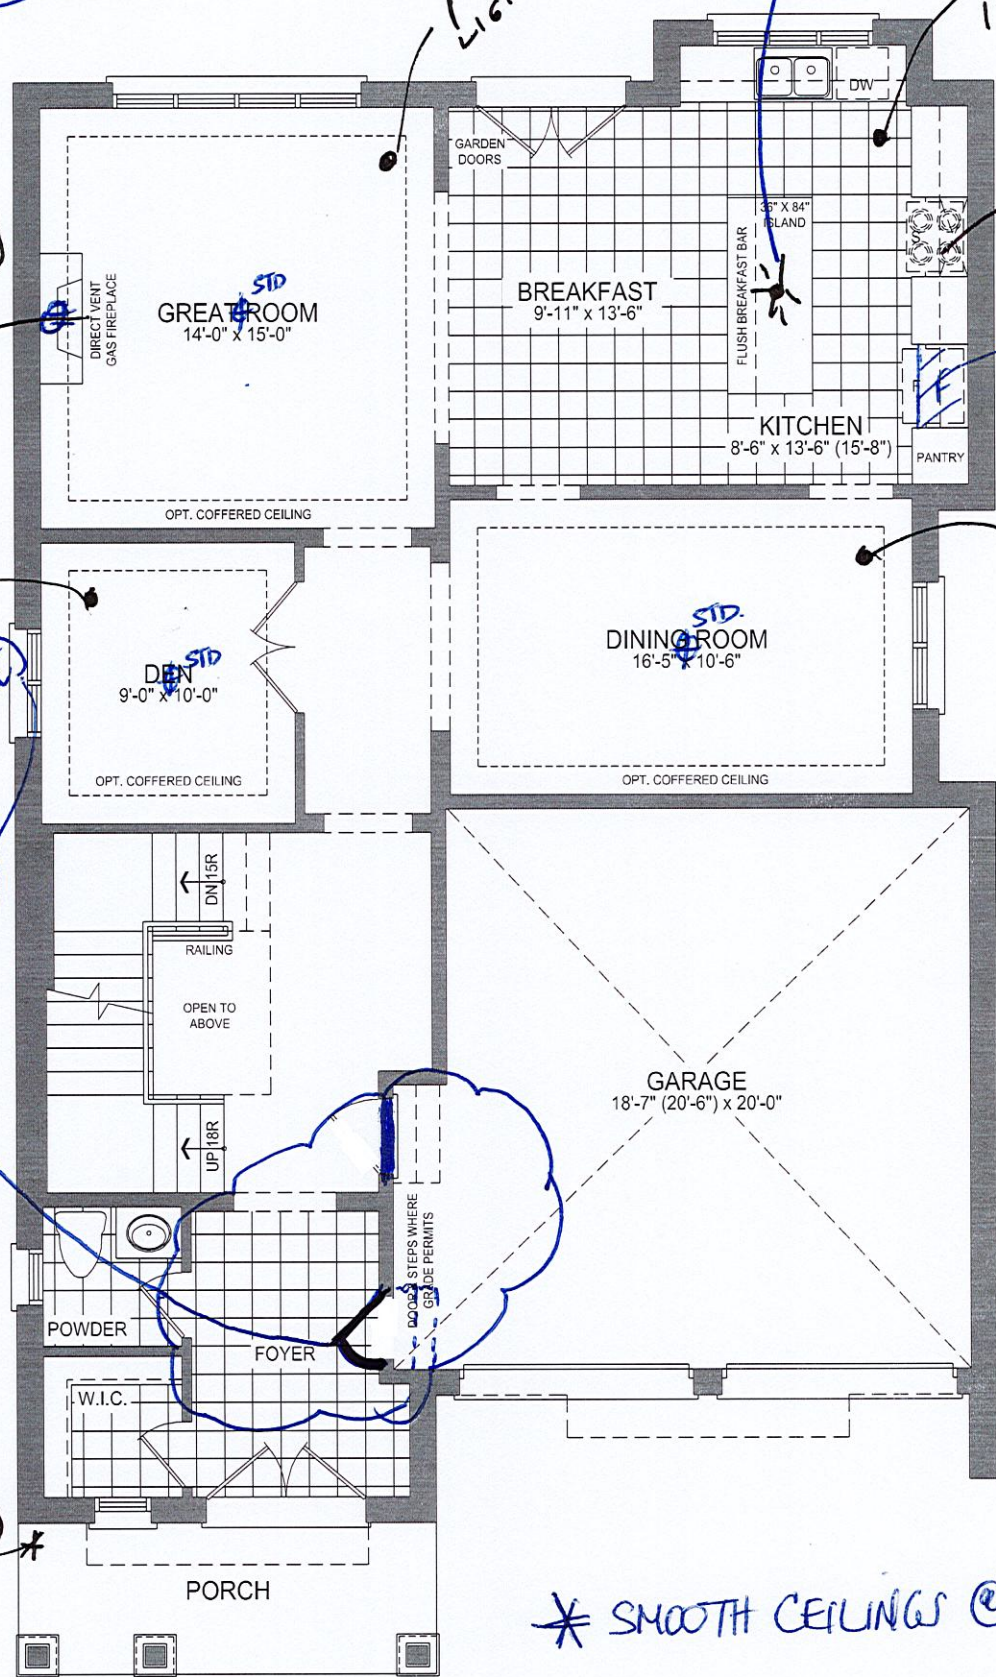 LIG
DW
GARDEN
DOORS
36" X 84"
ISLAND
FLUSH BREAKFAST BAR
STD
GREAT ROOM
14'-0" x 15'-0"
DIRECT VENT
GAS FIREPLACE
BREAKFAST
9'-11" x 13'-6"
F
F
KITCHEN
8'-6" x 13'-6" (15'-8")
PANTRY
OPT. COFFERED CEILING
STD
DEN
9'-0" x 10'-0"
OPT. COFFERED CEILING
STD.
DINING ROOM
16'-5" x 10'-6"
OPT. COFFERED CEILING
DN 15R
RAILING
OPEN TO
ABOVE
UP 18R
GARAGE
18'-7" (20'-6") x 20'-0"
STEPS WHERE
GRADE PERMITS
POWDER
FOYER
W.I.C.
PORCH
* SMOOTH CEILINGS @